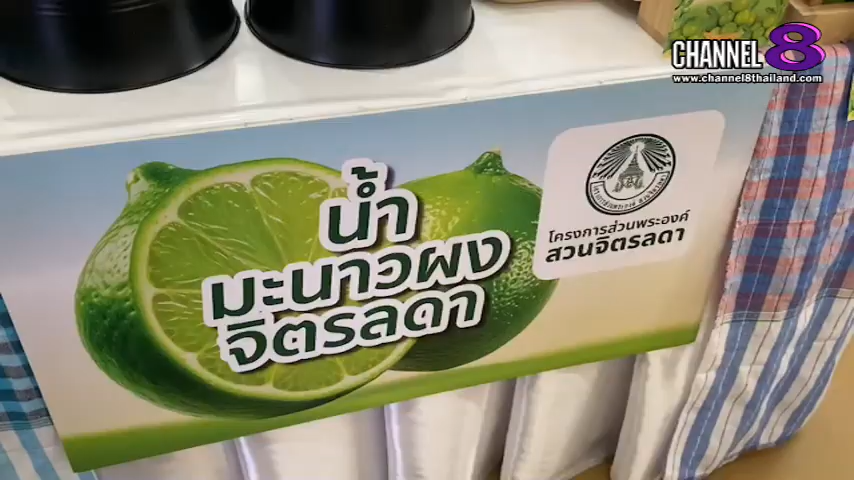 CHANNEL 8
www.channel8thailand.com
น้ำ
มะนาวผง
จิตรลดา
โครงการส่วนพระองค์
สวนจิตรลดา